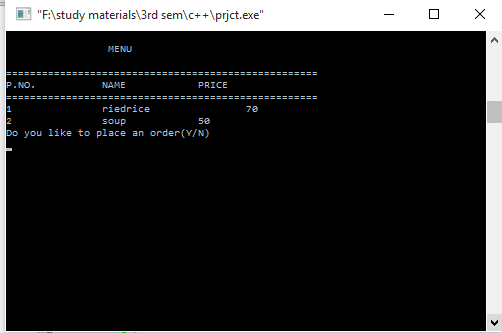 "F:\study materials\3rd sem\c++\prjct.exe"
MENU
====================================================
P.NO. NAME PRICE
====================================================
1 riedrice 70
2 soup 50
Do you like to place an order(Y/N)